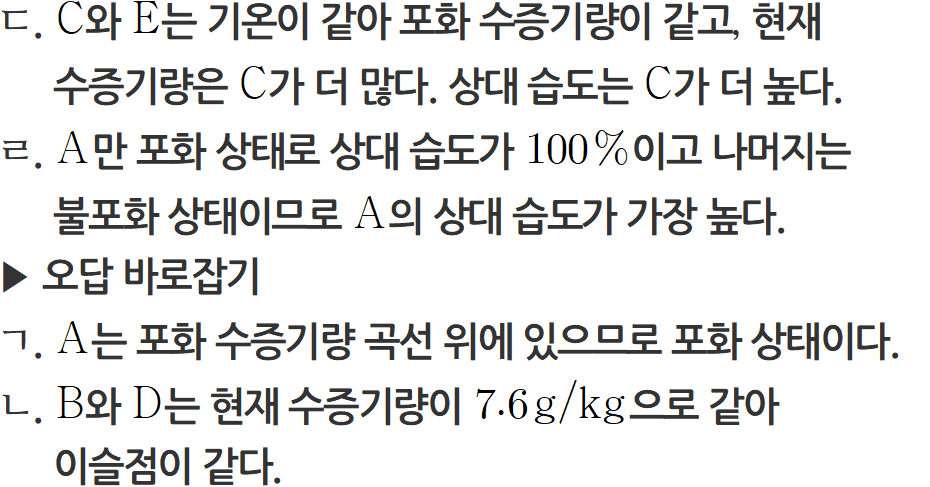 ㄷ. C와 E는 기온이 같아 포화 수증기량이 같고, 현재
수증기량은 C가 더 많다. 상대 습도는 C가 더 높다.
ㄹ. A만 포화 상태로 상대 습도가 100%이고 나머지는
불포화 상태이므로 A의 상대 습도가 가장 높다.
▶ 오답 바로잡기
ㄱ. A는 포화 수증기량 곡선 위에 있으므로 포화 상태이다.
ㄴ. B와 D는 현재 수증기량이 7.6g/kg으로 같아
이슬점이 같다.